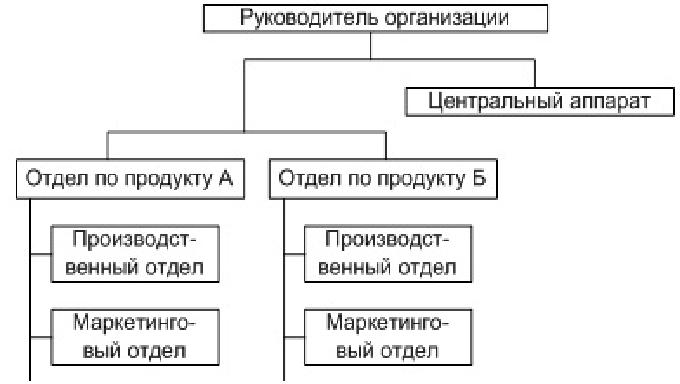 Руководитель организации
Центральный аппарат
Отдел по продукту А
Отдел по продукту Б
Производст-
венный отдел
Производст-
венный отдел
Маркетинго-
вый отдел
Маркетинго-
вый отдел